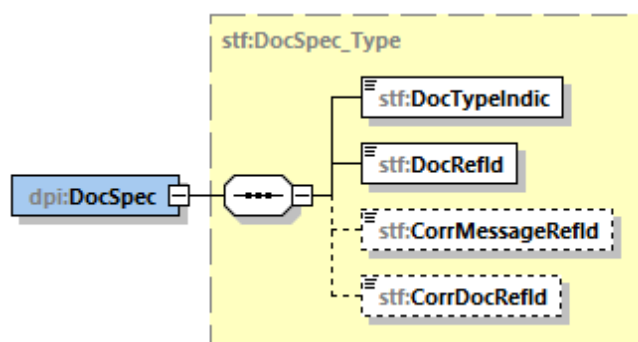 stf:DocSpec_Type
stf:DocTypeIndic
stf:DocRefId
dpi:DocSpec
stf:CorrMessageRefId
stf:CorrDocRefId